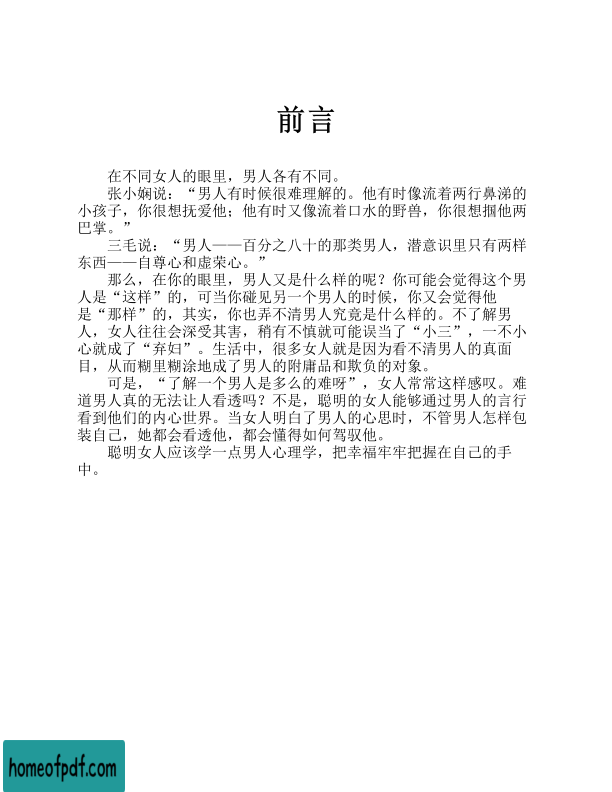 前言
在不同女人的眼里，男人各有不同。
张小娴说：“男人有时候很难理解的。他有时像流着两行鼻涕的
小孩子，你很想抚爱他；他有时又像流着口水的野兽，你很想掴他两
巴掌。”
三毛说：“男人——百分之八十的那类男人，潜意识里只有两样
东西——自尊心和虚荣心。”
那么，在你的眼里，男人又是什么样的呢？你可能会觉得这个男
人是“这样”的，可当你碰见另一个男人的时候，你又会觉得他
是“那样”的，其实，你也弄不清男人究竟是什么样的。不了解男
人，女人往往会深受其害，稍有不慎就可能误当了“小三”，一不小
心就成了“弃妇”。生活中，很多女人就是因为看不清男人的真面
目，从而糊里糊涂地成了男人的附庸品和欺负的对象。
可是，“了解一个男人是多么的难呀”，女人常常这样感叹。难
道男人真的无法让人看透吗？不是，聪明的女人能够通过男人的言行
看到他们的内心世界。当女人明白了男人的心思时，不管男人怎样包
装自己，她都会看透他，都会懂得如何驾驭他。
聪明女人应该学一点男人心理学，把幸福牢牢把握在自己的手
中。
homeofpdf.com